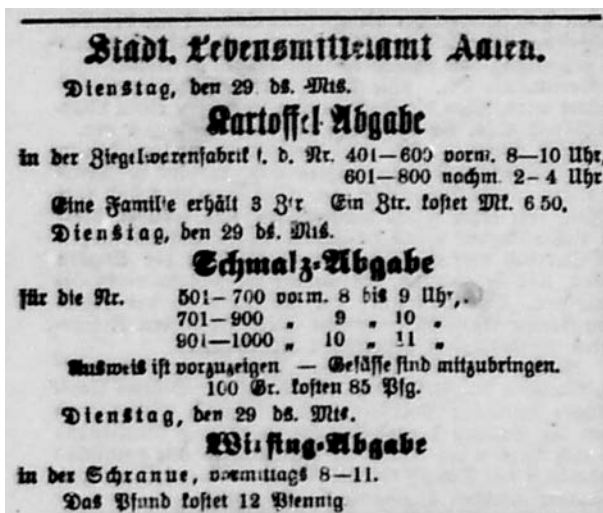 Städt. Lebensmittelamt Aalen.
Dienstag, den 29. ds. Mts.
Kartoffel-Abgabe
in der Ziegelwarenfabrik f. d. Nr. 401—600 vorm. 8—10 Uhr,
601—800 nachm. 2—4 Uhr
Eine Familie erhält 3 Ztr. Ein Ztr. kostet Mk. 6.50.
Dienstag, den 29. ds. Mts.
Schmalz-Abgabe
für die Nr. 501—700 vorm. 8 bis 9 Uhr,
701—900 „ 9 „ 10 „
901—1000 „ 10 „ 11 „
Ausweis ist vorzuzeigen — Gefässe sind mitzubringen.
100 Gr. kosten 85 Pfg.
Dienstag, den 29. ds. Mts.
Wirsing-Abgabe
in der Schranne, vormittags 8—11.
Das Pfund kostet 12 Pfennig